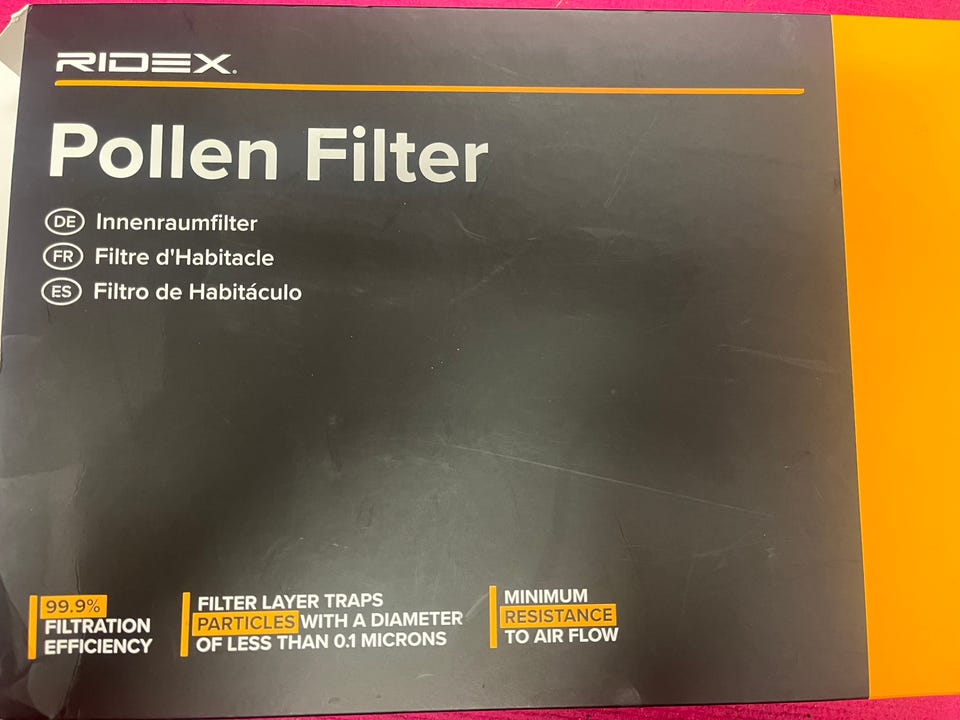 RIDEX
Pollen Filter
DE Innenraumfilter
FR Filtre d'Habitacle
ES Filtro de Habitáculo
99.9%
FILTRATION
EFFICIENCY
FILTER LAYER TRAPS
PARTICLES WITH A DIAMETER
OF LESS THAN 0.1 MICRONS
MINIMUM
RESISTANCE
TO AIR FLOW